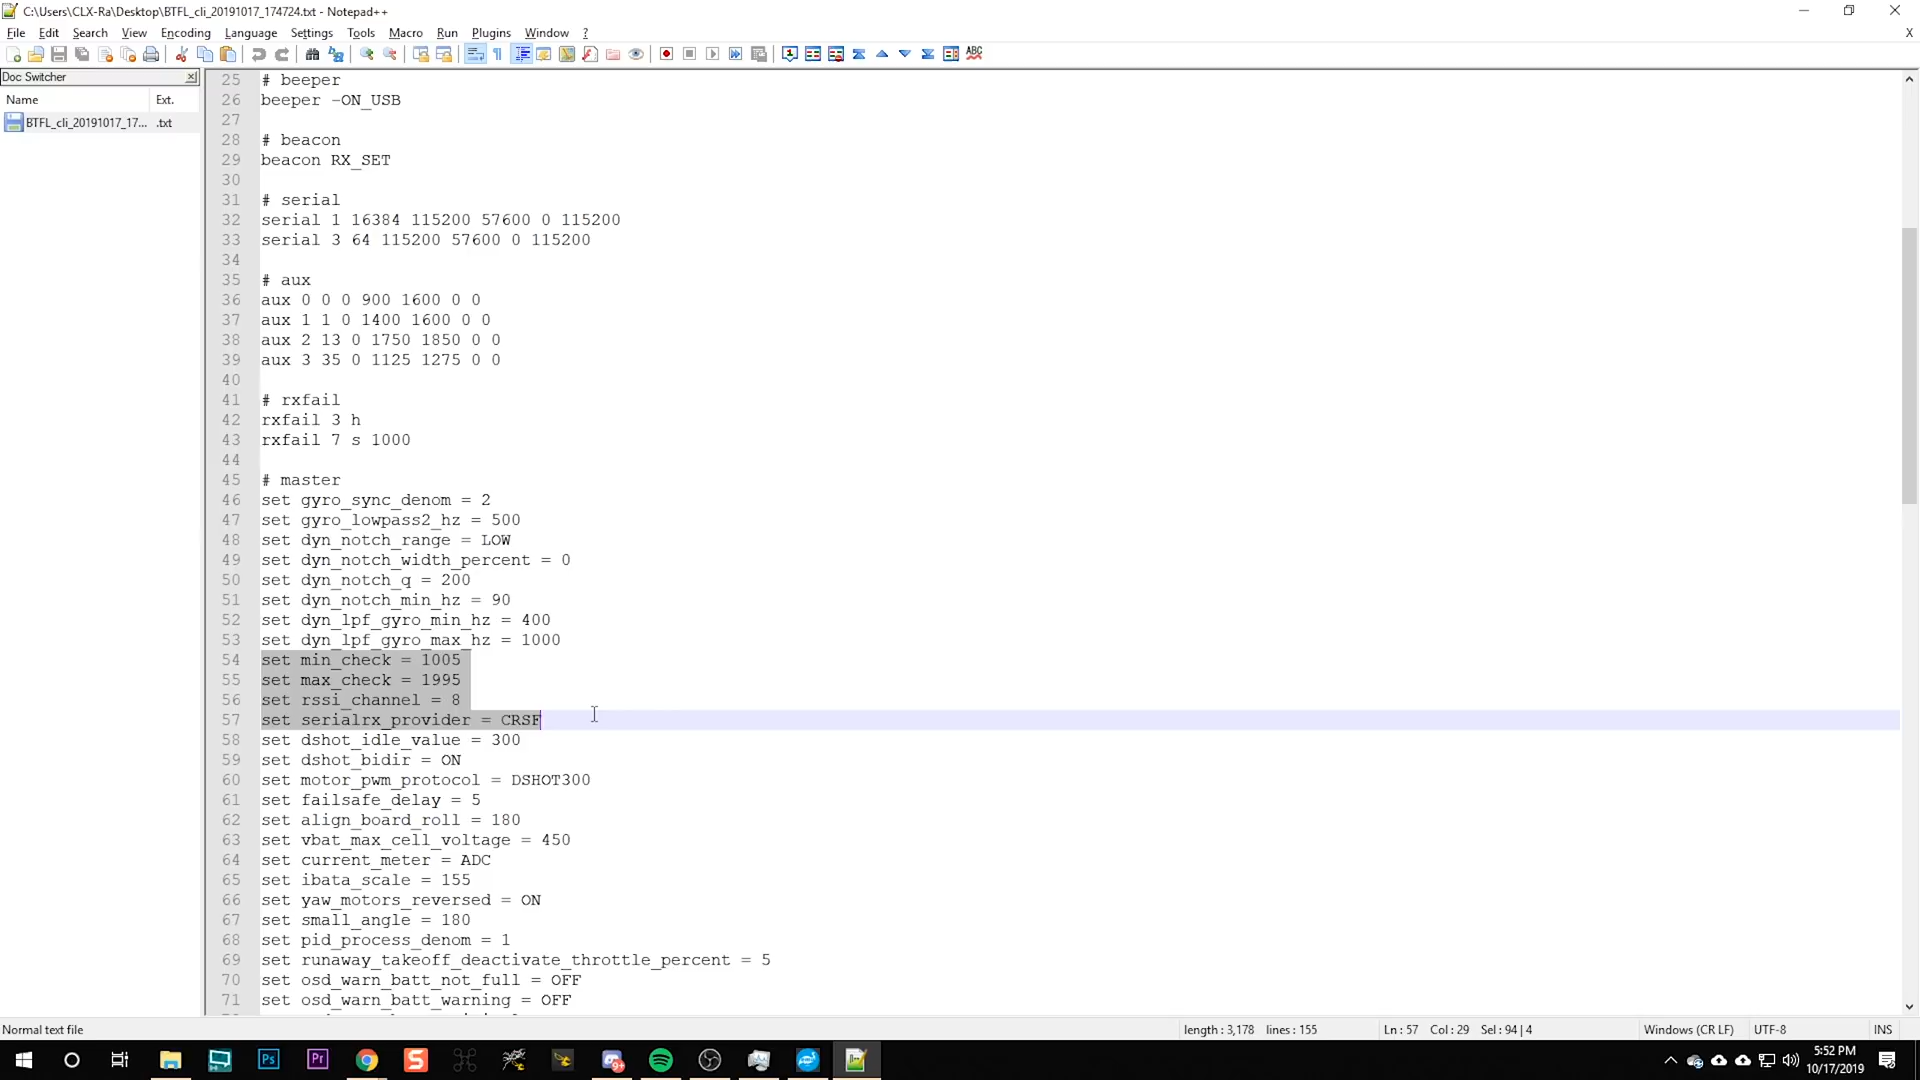 C:\Users\CLX-Ra\Desktop\BTFL_cli_20191017_174724.txt - Notepad++
File Edit Search View Encoding Language Settings Tools Macro Run Plugins Window ? X
ABC
Doc Switcher
Name Ext.
BTFL_cli_20191017_17... .txt
25 # beeper
26 beeper -ON_USB
27
28 # beacon
29 beacon RX_SET
30
31 # serial
32 serial 1 16384 115200 57600 0 115200
33 serial 3 64 115200 57600 0 115200
34
35 # aux
36 aux 0 0 0 900 1600 0 0
37 aux 1 1 0 1400 1600 0 0
38 aux 2 13 0 1750 1850 0 0
39 aux 3 35 0 1125 1275 0 0
40
41 # rxfail
42 rxfail 3 h
43 rxfail 7 s 1000
44
45 # master
46 set gyro_sync_denom = 2
47 set gyro_lowpass2_hz = 500
48 set dyn_notch_range = LOW
49 set dyn_notch_width_percent = 0
50 set dyn_notch_q = 200
51 set dyn_notch_min_hz = 90
52 set dyn_lpf_gyro_min_hz = 400
53 set dyn_lpf_gyro_max_hz = 1000
54 set min_check = 1005
55 set max_check = 1995
56 set rssi_channel = 8
57 set serialrx_provider = CRSF
58 set dshot_idle_value = 300
59 set dshot_bidir = ON
60 set motor_pwm_protocol = DSHOT300
61 set failsafe_delay = 5
62 set align_board_roll = 180
63 set vbat_max_cell_voltage = 450
64 set current_meter = ADC
65 set ibata_scale = 155
66 set yaw_motors_reversed = ON
67 set small_angle = 180
68 set pid_process_denom = 1
69 set runaway_takeoff_deactivate_throttle_percent = 5
70 set osd_warn_batt_not_full = OFF
71 set osd_warn_batt_warning = OFF
Normal text file length : 3,178 lines : 155 Ln : 57 Col : 29 Sel : 94 | 4 Windows (CR LF) UTF-8 INS
Ps Pr S 9+
5:52 PM
10/17/2019